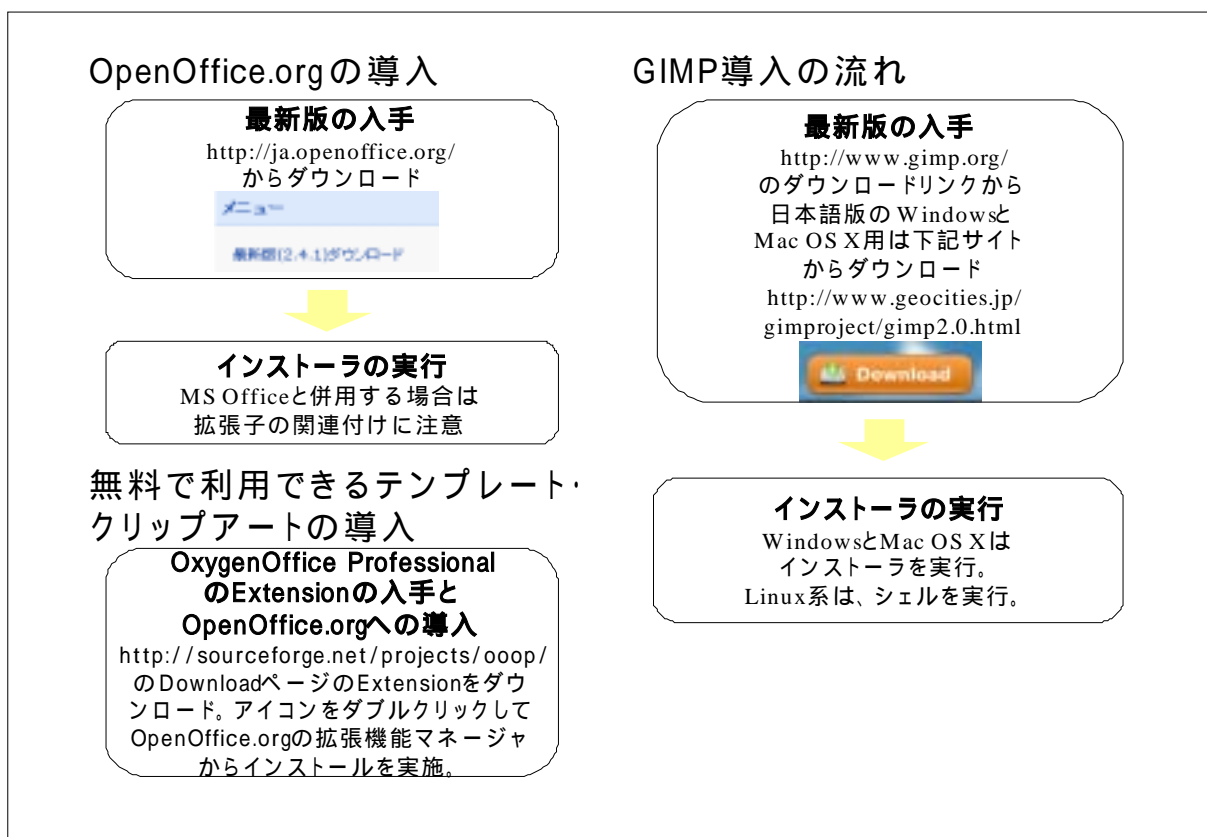 OpenOffice.orgの導入
最新版の入手
http://ja.openoffice.org/
からダウンロード
メニュー
最新版(2.4.1)ダウンロード
インストーラの実行
MS Officeと併用する場合は
拡張子の関連付けに注意
無料で利用できるテンプレート・
クリップアートの導入
OxygenOffice Professional
のExtensionの入手と
OpenOffice.orgへの導入
http://sourceforge.net/projects/ooop/
のDownloadページのExtensionをダウ
ンロード。アイコンをダブルクリックして
OpenOffice.orgの拡張機能マネージャ
からインストールを実施。
GIMP導入の流れ
最新版の入手
http://www.gimp.org/
のダウンロードリンクから
日本語版のWindowsと
Mac OS X用は下記サイト
からダウンロード
http://www.geocities.jp/
gimproject/gimp2.0.html
Download
インストーラの実行
WindowsとMac OS Xは
インストーラを実行。
Linux系は、シェルを実行。